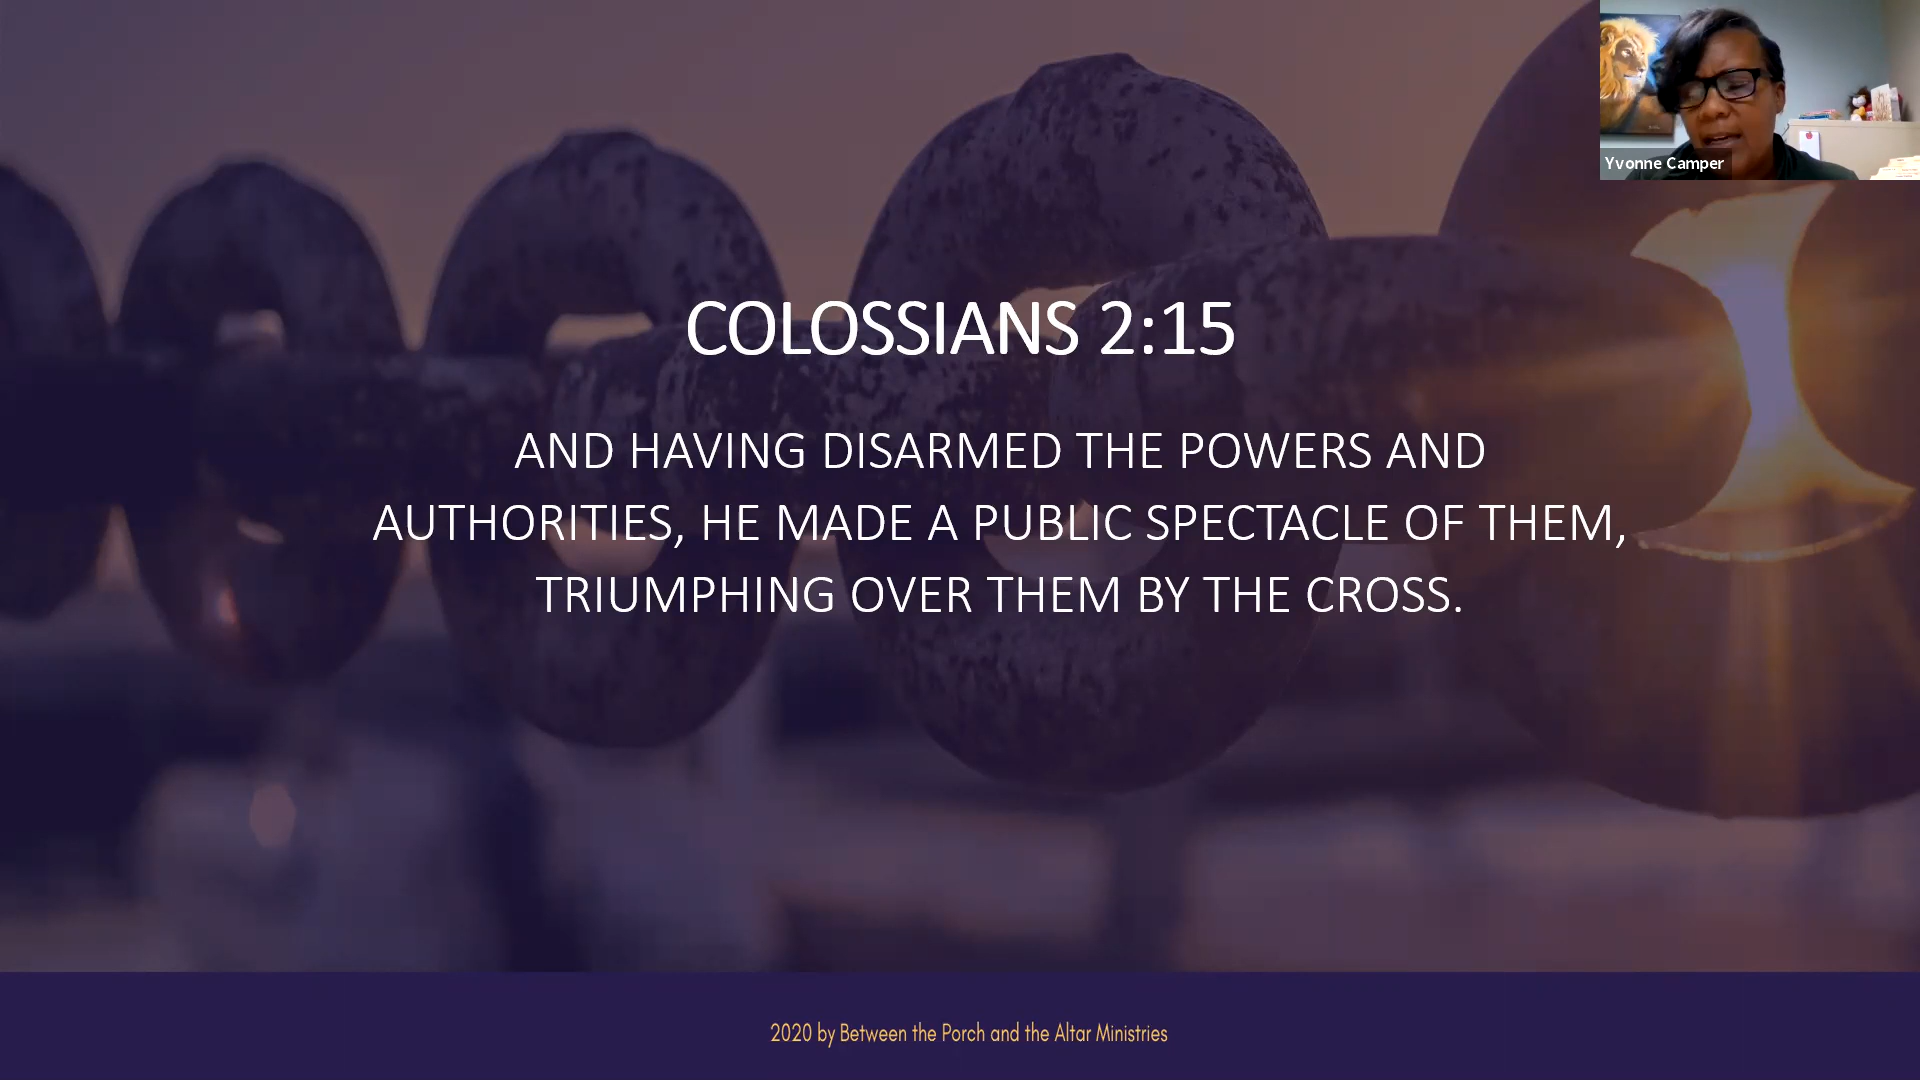 Yvonne Camper
COLOSSIANS 2:15
AND HAVING DISARMED THE POWERS AND
AUTHORITIES, HE MADE A PUBLIC SPECTACLE OF THEM,
TRIUMPHING OVER THEM BY THE CROSS.
2020 by Between the Porch and the Altar Ministries